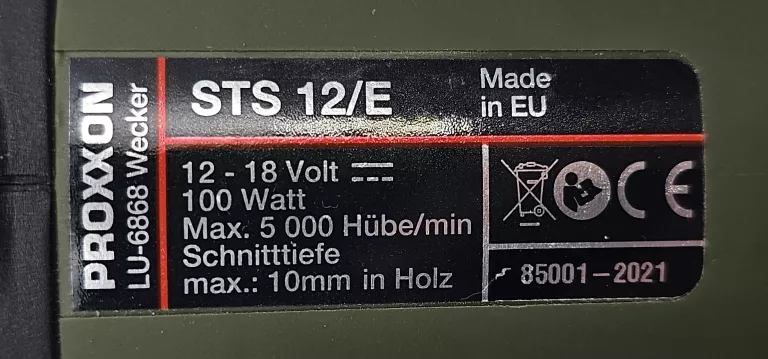 PROXXON
LU-6868 Wecker
STS 12/E
Made
in EU
12 - 18 Volt
100 Watt
Max. 5 000 Hübe/min
Schnitttiefe
max.: 10mm in Holz
CE
85001-2021